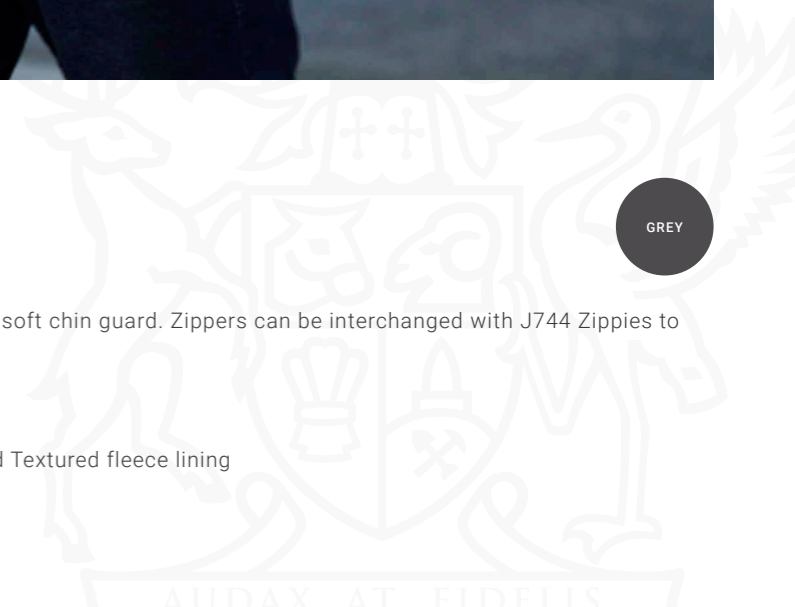 GREY
soft chin guard. Zippers can be interchanged with J744 Zippies to
Textured fleece lining
AUDAX AT FIDELIS